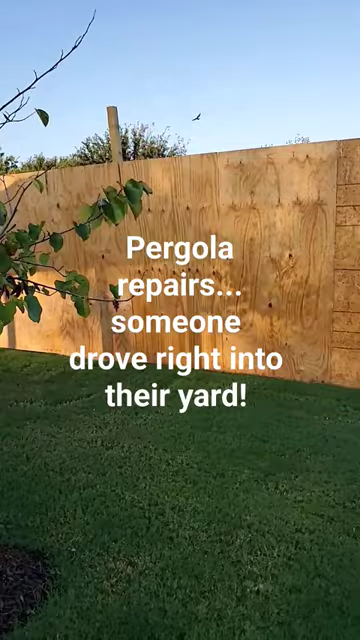 Pergola
repairs...
someone
drove right into
their yard!